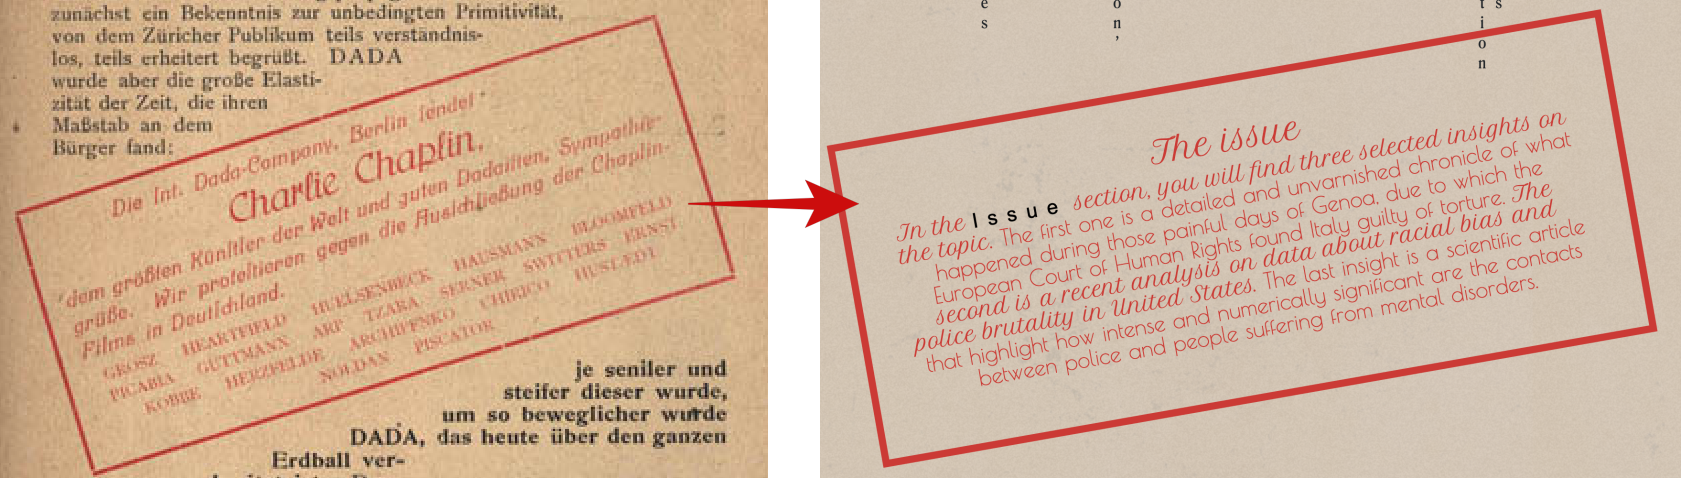 zunächst ein Bekenntnis zur unbedingten Primitivität,
von dem Züricher Publikum teils verständnis-
los, teils erheitert begrüßt. DADA
wurde aber die große Elasti-
zität der Zeit, die ihren
Maßstab an dem
Bürger fand:
Die Int. Dada-Company, Berlin sendet
Charlie Chaplin,
dem größten Künstler der Welt und guten Dadaisten, Sympathie-
grüße. Wir protestieren gegen die Ausschließung der Chaplin-
Films in Deutschland.
GROSZ HEARTFIELD HUELSENBECK HAUSMANN BLOOMFELD
PICABIA GUTTMANN ARP TZARA SERNER SWITTERS ERNST
KOBBE HERZFELDE ARCHIPENKO CHIRICO HUSTAEDT
NOLDAN PISCATOR
je seniler und
steifer dieser wurde,
um so beweglicher wurde
DADA, das heute über den ganzen
Erdball ver-
e
s
o
n
,
t s
i
o
n
The issue
In the Issue section, you will find three selected insights on
the topic. The first one is a detailed and unvarnished chronicle of what
happened during those painful days of Genoa, due to which the
European Court of Human Rights found Italy guilty of torture. The
second is a recent analysis on data about racial bias and
police brutality in United States. The last insight is a scientific article
that highlight how intense and numerically significant are the contacts
between police and people suffering from mental disorders.